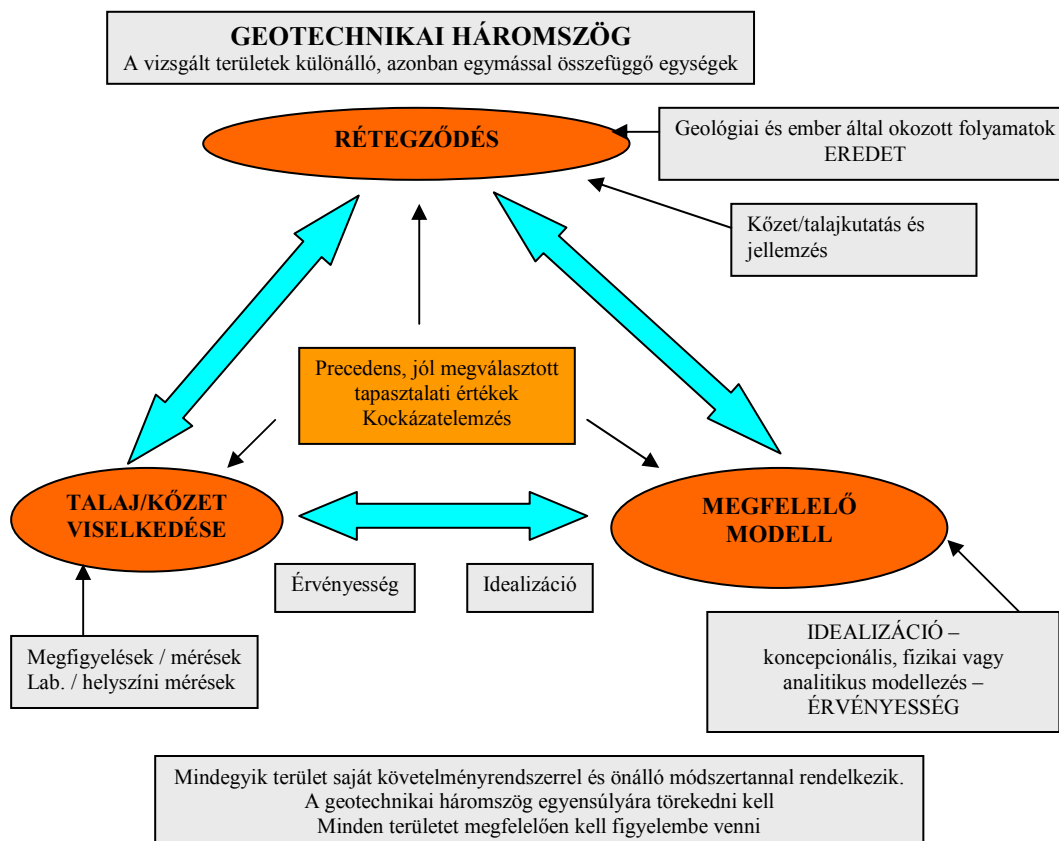 GEOTECHNIKAI HÁROMSZÖG
A vizsgált területek különálló, azonban egymással összefüggő egységek
RÉTEGZŐDÉS
Geológiai és ember által okozott folyamatok
EREDET
Kőzet/talajkutatás és
jellemzés
Precedens, jól megválasztott
tapasztalati értékek
Kockázatelemzés
TALAJ/KŐZET
VISELKEDÉSE
MEGFELELŐ
MODELL
Érvényesség
Idealizáció
Megfigyelések / mérések
Lab. / helyszíni mérések
IDEALIZÁCIÓ –
koncepcionális, fizikai vagy
analitikus modellezés –
ÉRVÉNYESSÉG
Mindegyik terület saját követelményrendszerrel és önálló módszertannal rendelkezik.
A geotechnikai háromszög egyensúlyára törekedni kell
Minden területet megfelelően kell figyelembe venni